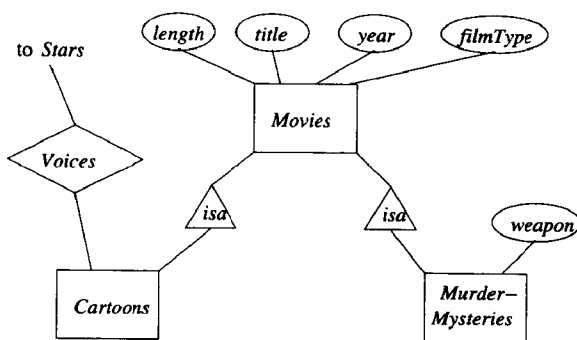 length
title
year
filmType
to Stars
Movies
Voices
isa
isa
weapon
Cartoons
Murder–
Mysteries